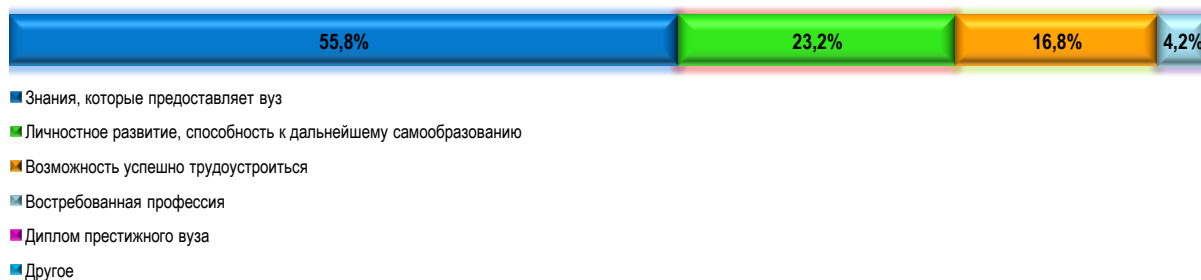 55,8% 23,2% 16,8% 4,2%
Знания, которые предоставляет вуз
Личностное развитие, способность к дальнейшему самообразованию
Возможность успешно трудоустроиться
Востребованная профессия
Диплом престижного вуза
Другое